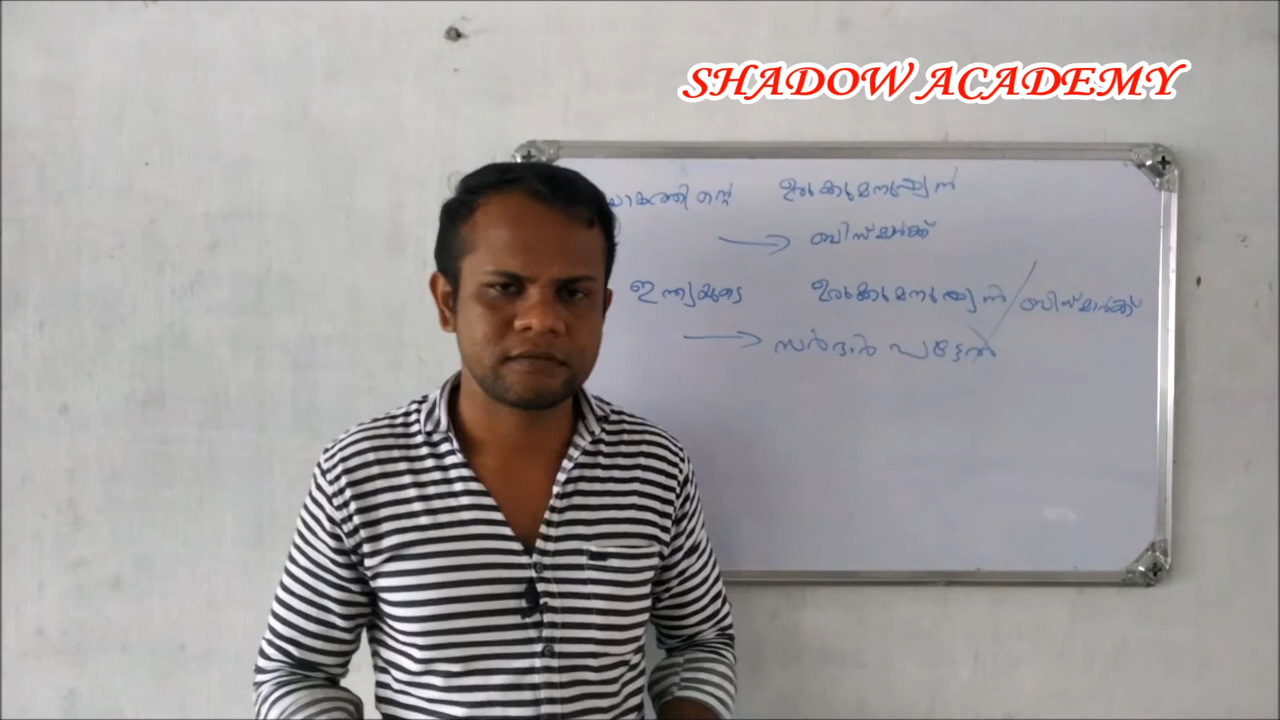 SHADOW ACADEMY
ഉരുക്കുമനുഷ്യൻ
→ ബിസ്മാർക്ക്
ഇന്ത്യയുടെ ഉരുക്കുമനുഷ്യൻ / ബിസ്മാർക്ക്
→ സർദാർ പട്ടേൽ